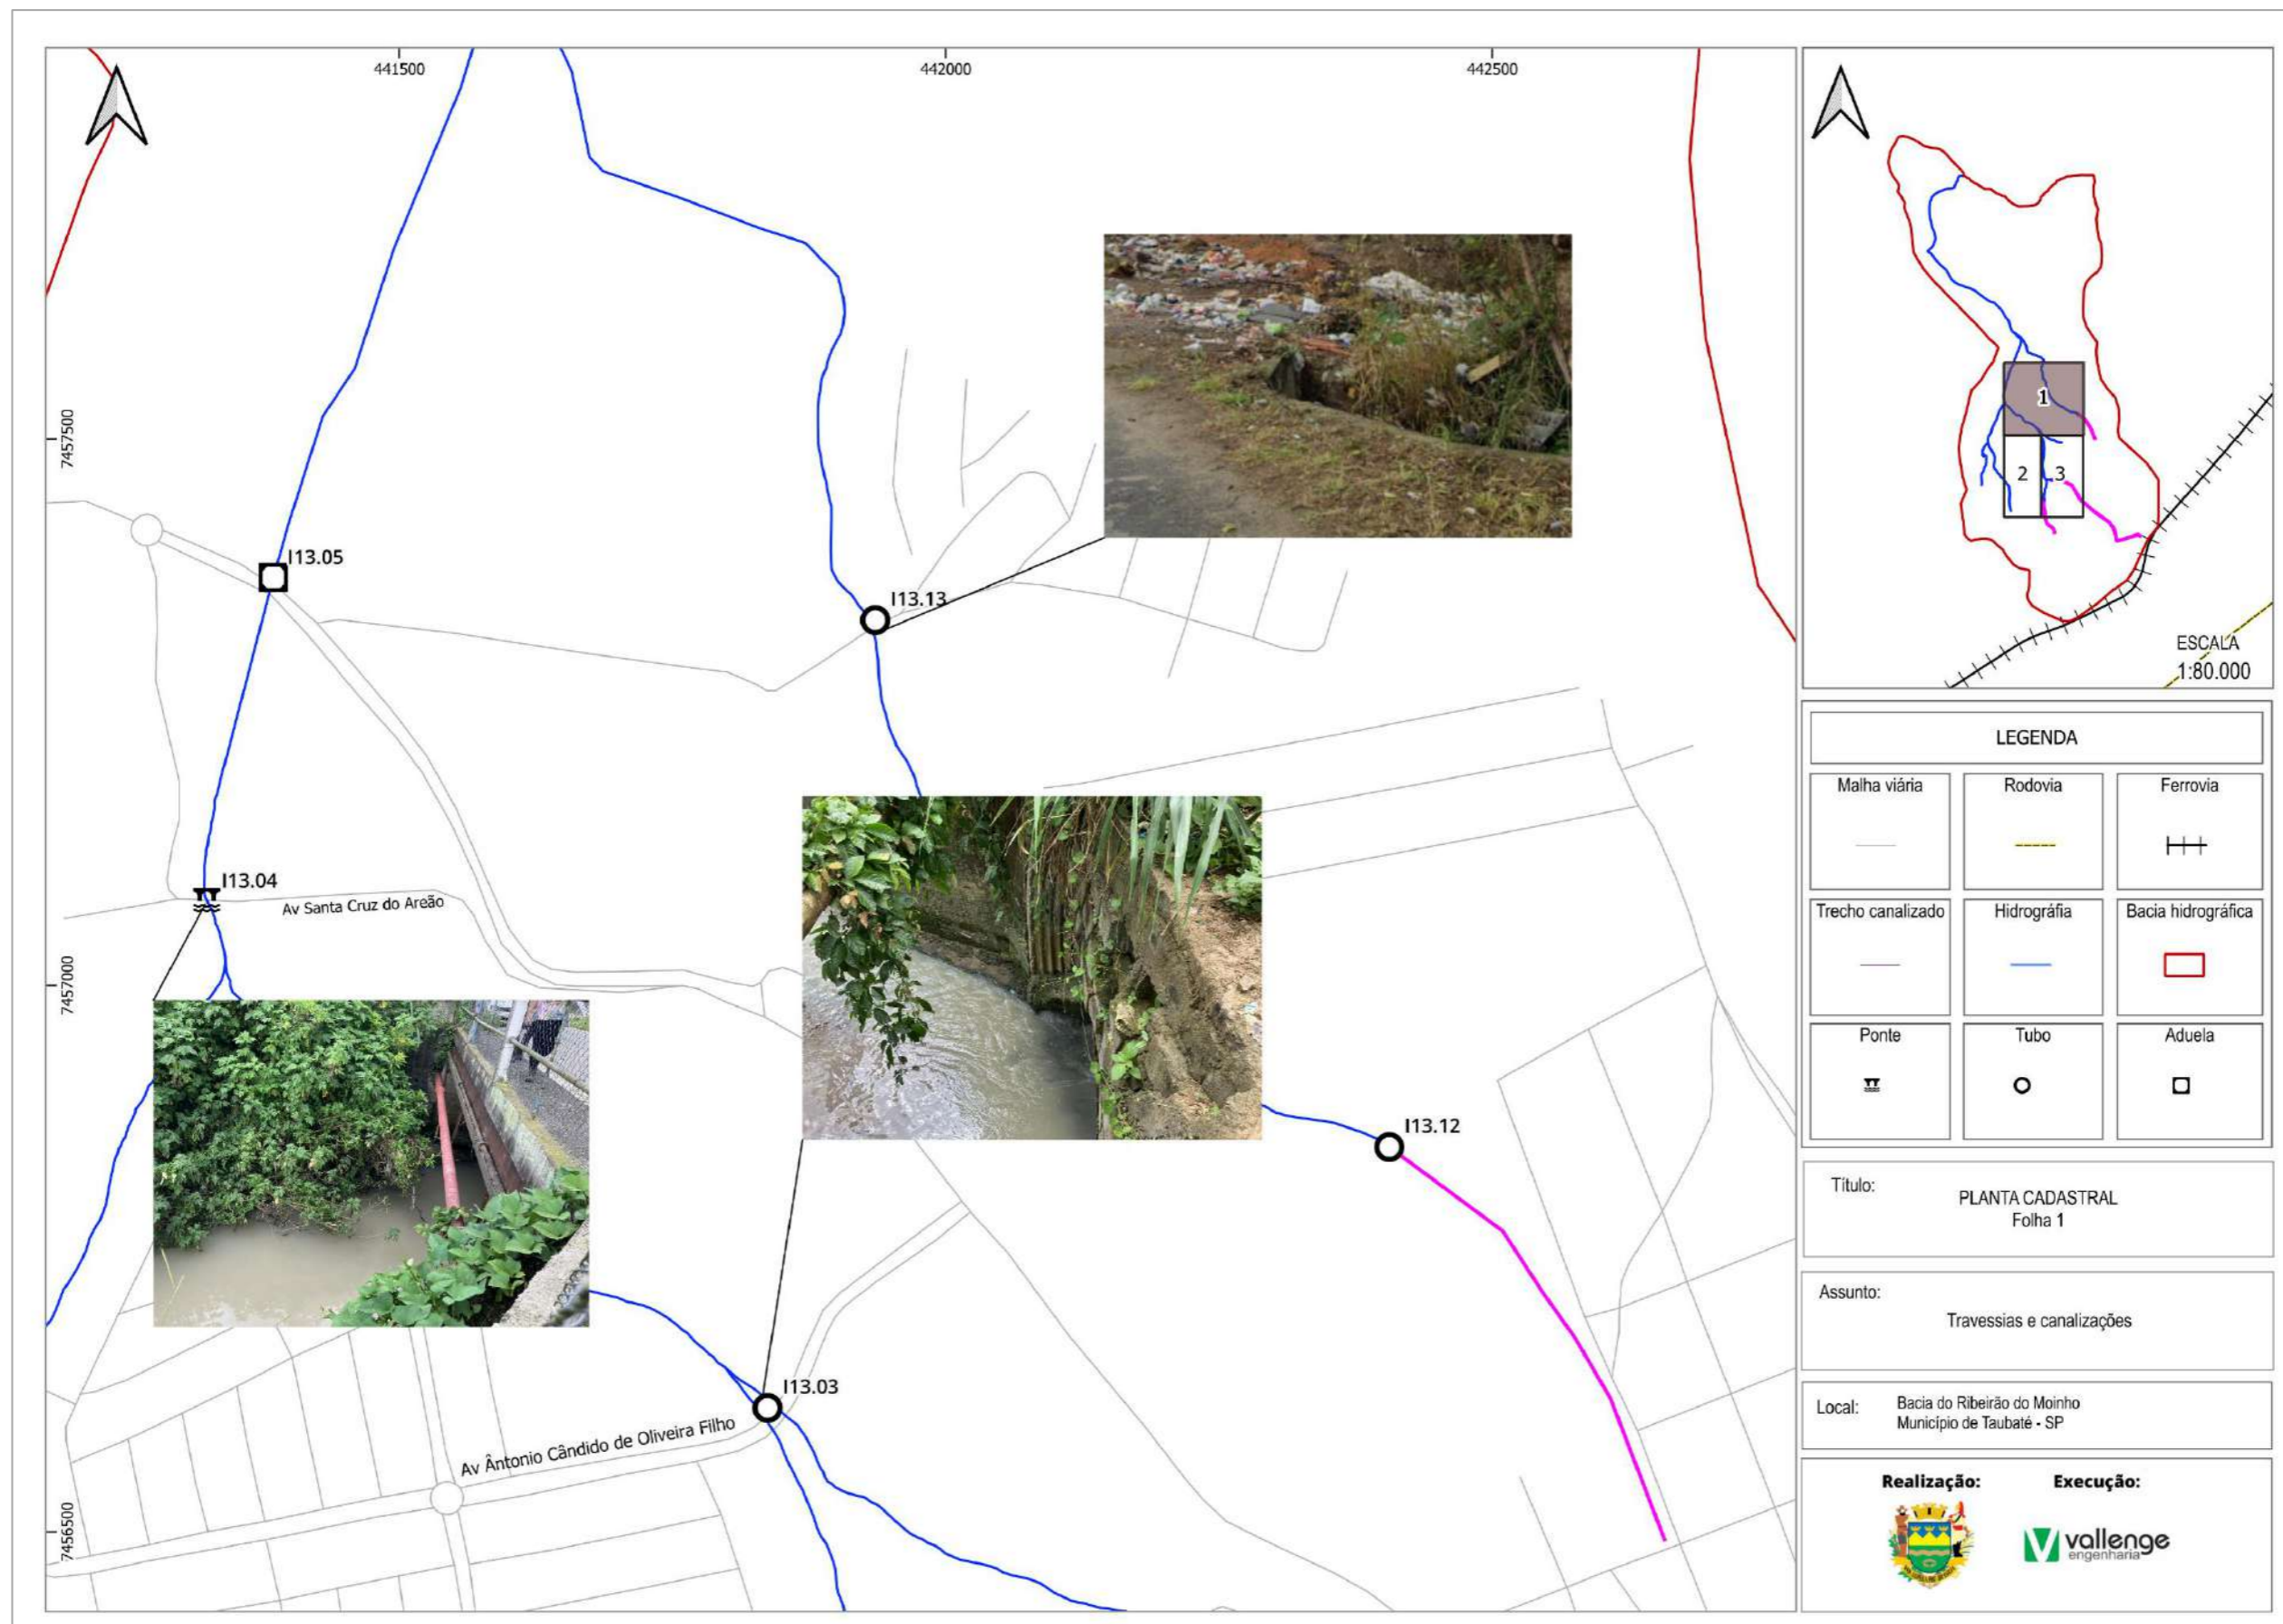 441500
442000
442500
7457500
7457000
7456500
I13.05
I13.13
I13.04
Av Santa Cruz do Areão
I13.12
I13.03
Av Ântonio Cândido de Oliveira Filho
1
2
3
ESCALA
1:80.000
LEGENDA
Malha viária
Rodovia
Ferrovia
Trecho canalizado
Hidrográfia
Bacia hidrográfica
Ponte
Tubo
Aduela
Título:
PLANTA CADASTRAL
Folha 1
Assunto:
Travessias e canalizações
Local:
Bacia do Ribeirão do Moinho
Município de Taubaté - SP
Realização:
Execução:
vallenge
engenharia